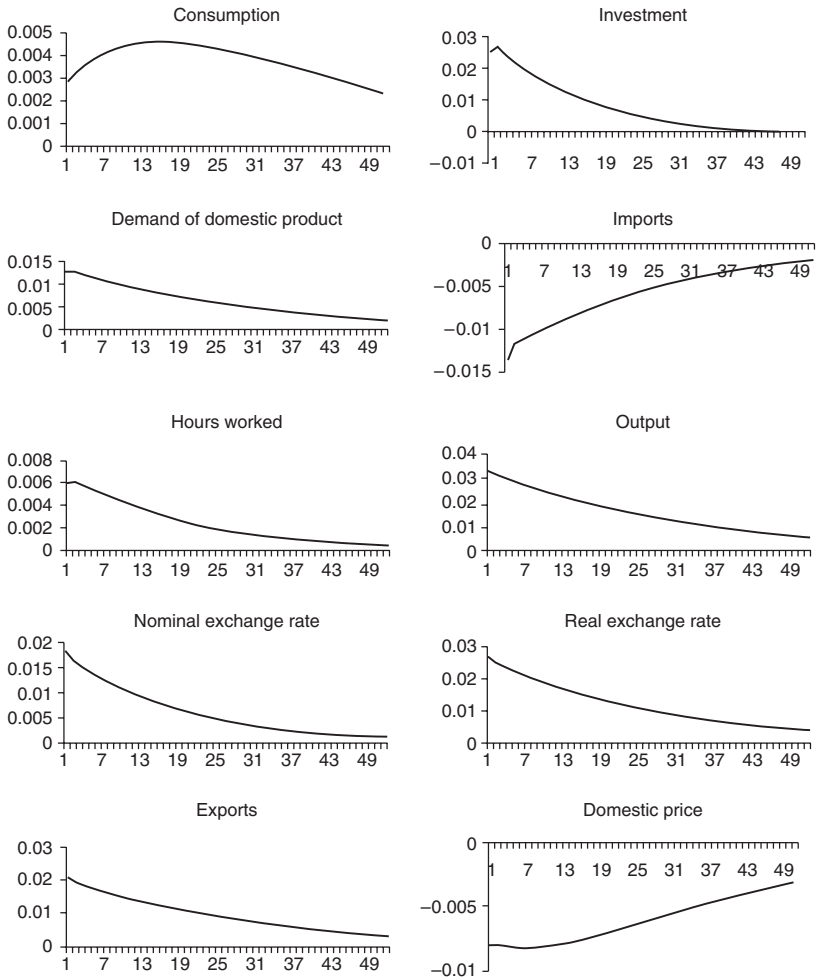 Consumption
0.005
0.004
0.003
0.002
0.001
0
1 7 13 19 25 31 37 43 49
Investment
0.03
0.02
0.01
0
−0.01
1 7 13 19 25 31 37 43 49
Demand of domestic product
0.015
0.01
0.005
0
1 7 13 19 25 31 37 43 49
Imports
0
1 7 13 19 25 31 37 43 49
−0.005
−0.01
−0.015
Hours worked
0.008
0.006
0.004
0.002
0
1 7 13 19 25 31 37 43 49
Output
0.04
0.03
0.02
0.01
0
1 7 13 19 25 31 37 43 49
Nominal exchange rate
0.02
0.015
0.01
0.005
0
1 7 13 19 25 31 37 43 49
Real exchange rate
0.03
0.02
0.01
0
1 7 13 19 25 31 37 43 49
Exports
0.03
0.02
0.01
0
1 7 13 19 25 31 37 43 49
Domestic price
0
1 7 13 19 25 31 37 43 49
−0.005
−0.01